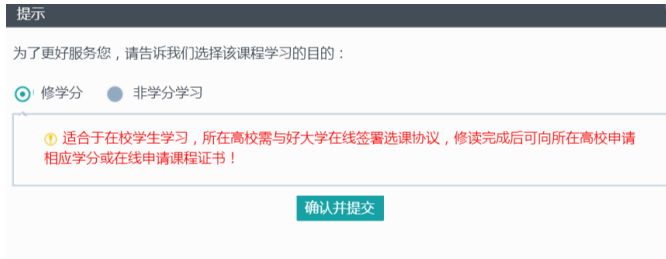 提示
为了更好服务您，请告诉我们选择该课程学习的目的：
修学分 非学分学习
适合于在校学生学习，所在高校需与好大学在线签署选课协议，修读完成后可向所在高校申请
相应学分或在线申请课程证书！
确认并提交